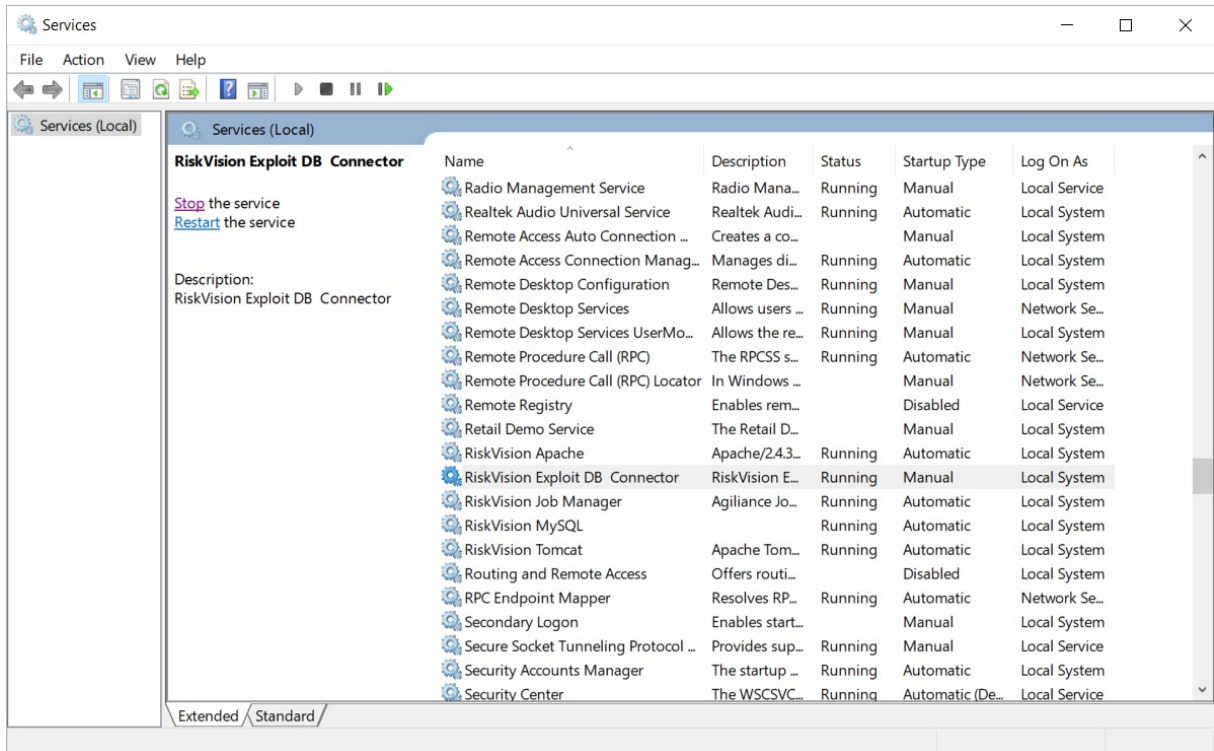 Services
File Action View Help
Services (Local)
Services (Local)
RiskVision Exploit DB  Connector
Stop the service
Restart the service
Description:
RiskVision Exploit DB  Connector
Name Description Status Startup Type Log On As
Radio Management Service Radio Mana... Running Manual Local Service
Realtek Audio Universal Service Realtek Audi... Running Automatic Local System
Remote Access Auto Connection ... Creates a co... Manual Local System
Remote Access Connection Manag... Manages di... Running Automatic Local System
Remote Desktop Configuration Remote Des... Running Manual Local System
Remote Desktop Services Allows users ... Running Manual Network Se...
Remote Desktop Services UserMo... Allows the re... Running Manual Local System
Remote Procedure Call (RPC) The RPCSS s... Running Automatic Network Se...
Remote Procedure Call (RPC) Locator In Windows ... Manual Network Se...
Remote Registry Enables rem... Disabled Local Service
Retail Demo Service The Retail D... Manual Local System
RiskVision Apache Apache/2.4.3... Running Automatic Local System
RiskVision Exploit DB  Connector RiskVision E... Running Manual Local System
RiskVision Job Manager Agiliance Jo... Running Automatic Local System
RiskVision MySQL Running Automatic Local System
RiskVision Tomcat Apache Tom... Running Automatic Local System
Routing and Remote Access Offers routi... Disabled Local System
RPC Endpoint Mapper Resolves RP... Running Automatic Network Se...
Secondary Logon Enables start... Manual Local System
Secure Socket Tunneling Protocol ... Provides sup... Running Manual Local Service
Security Accounts Manager The startup ... Running Automatic Local System
Security Center The WSCSVC... Running Automatic (De... Local Service
Extended Standard